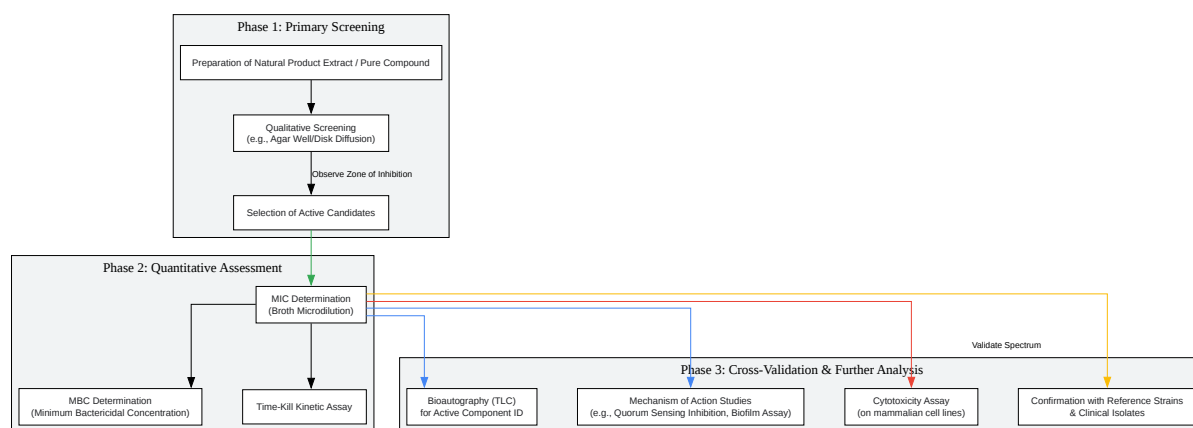 Phase 1: Primary Screening
Preparation of Natural Product Extract / Pure Compound
Qualitative Screening
(e.g., Agar Well/Disk Diffusion)
Observe Zone of Inhibition
Selection of Active Candidates
Phase 2: Quantitative Assessment
MIC Determination
(Broth Microdilution)
MBC Determination
(Minimum Bactericidal Concentration)
Time-Kill Kinetic Assay
Validate Spectrum
Phase 3: Cross-Validation & Further Analysis
Bioautography (TLC)
for Active Component ID
Mechanism of Action Studies
(e.g., Quorum Sensing Inhibition, Biofilm Assay)
Cytotoxicity Assay
(on mammalian cell lines)
Confirmation with Reference Strains
& Clinical Isolates